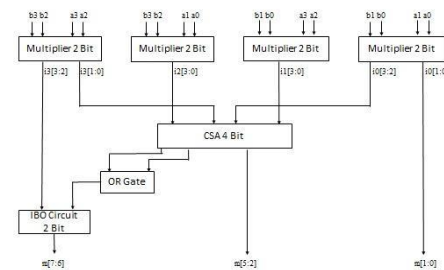 b3 b2 a3 a2 b3 b2 a1 a0 b1 b0 a3 a2 b1 b0 a1 a0
Multiplier 2 Bit Multiplier 2 Bit Multiplier 2 Bit Multiplier 2 Bit
i3[3:2] i3[1:0] i2[3:0] i1[3:0] i0[3:2] i0[1:0]
CSA 4 Bit
OR Gate
IBO Circuit
2 Bit
m[7:6] m[5:2] m[1:0]